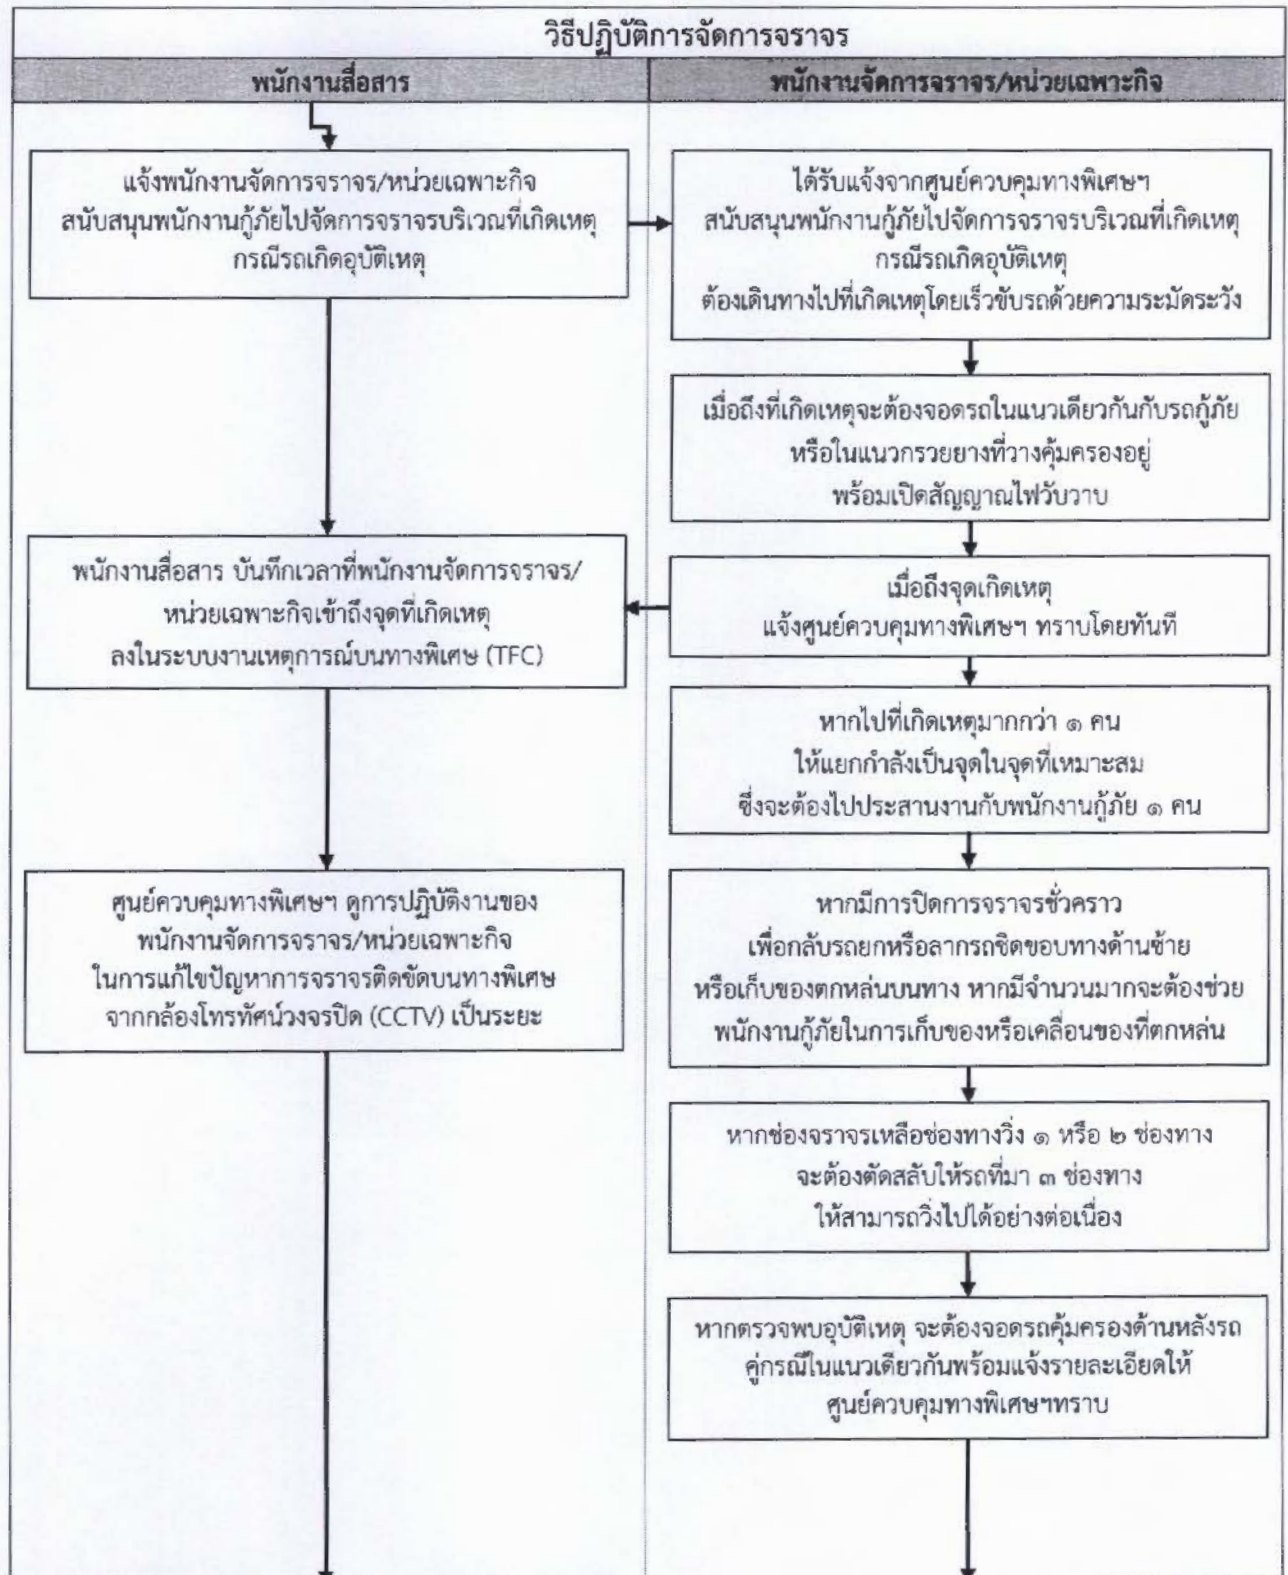 วิธีปฏิบัติการจัดการจราจร
พนักงานสื่อสาร
พนักงานจัดการจราจร/หน่วยเฉพาะกิจ
แจ้งพนักงานจัดการจราจร/หน่วยเฉพาะกิจ
สนับสนุนพนักงานกู้ภัยไปจัดการจราจรบริเวณที่เกิดเหตุ
กรณีรถเกิดอุบัติเหตุ
ได้รับแจ้งจากศูนย์ควบคุมทางพิเศษฯ
สนับสนุนพนักงานกู้ภัยไปจัดการจราจรบริเวณที่เกิดเหตุ
กรณีรถเกิดอุบัติเหตุ
ต้องเดินทางไปที่เกิดเหตุโดยเร็วขับรถด้วยความระมัดระวัง
เมื่อถึงที่เกิดเหตุจะต้องจอดรถในแนวเดียวกันกับรถกู้ภัย
หรือในแนวกรวยยางที่วางคุ้มครองอยู่
พร้อมเปิดสัญญาณไฟวับวาบ
พนักงานสื่อสาร บันทึกเวลาที่พนักงานจัดการจราจร/
หน่วยเฉพาะกิจเข้าถึงจุดที่เกิดเหตุ
ลงในระบบงานเหตุการณ์บนทางพิเศษ (TFC)
เมื่อถึงจุดเกิดเหตุ
แจ้งศูนย์ควบคุมทางพิเศษฯ ทราบโดยทันที
หากไปที่เกิดเหตุมากกว่า ๑ คน
ให้แยกกำลังเป็นจุดในจุดที่เหมาะสม
ซึ่งจะต้องไปประสานงานกับพนักงานกู้ภัย ๑ คน
ศูนย์ควบคุมทางพิเศษฯ ดูการปฏิบัติงานของ
พนักงานจัดการจราจร/หน่วยเฉพาะกิจ
ในการแก้ไขปัญหาการจราจรติดขัดบนทางพิเศษ
จากกล้องโทรทัศน์วงจรปิด (CCTV) เป็นระยะ
หากมีการปิดการจราจรชั่วคราว
เพื่อกลับรถยกหรือลากรถชิดขอบทางด้านซ้าย
หรือเก็บของตกหล่นบนทาง หากมีจำนวนมากจะต้องช่วย
พนักงานกู้ภัยในการเก็บของหรือเคลื่อนของที่ตกหล่น
หากช่องจราจรเหลือช่องทางวิ่ง ๑ หรือ ๒ ช่องทาง
จะต้องตัดสลับให้รถที่มา ๓ ช่องทาง
ให้สามารถวิ่งไปได้อย่างต่อเนื่อง
หากตรวจพบอุบัติเหตุ จะต้องจอดรถคุ้มครองด้านหลังรถ
คู่กรณีในแนวเดียวกันพร้อมแจ้งรายละเอียดให้
ศูนย์ควบคุมทางพิเศษฯทราบ